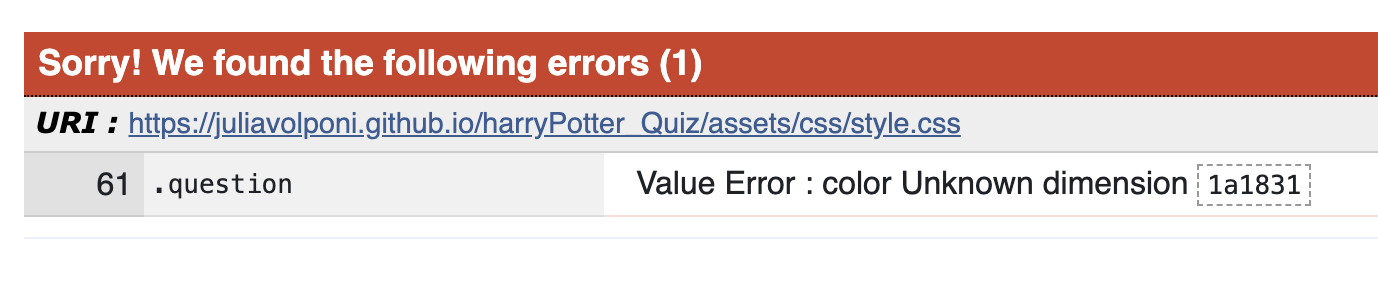 Sorry! We found the following errors (1)
URI : https://juliavolponi.github.io/harryPotter_Quiz/assets/css/style.css
61 .question Value Error : color Unknown dimension 1a1831